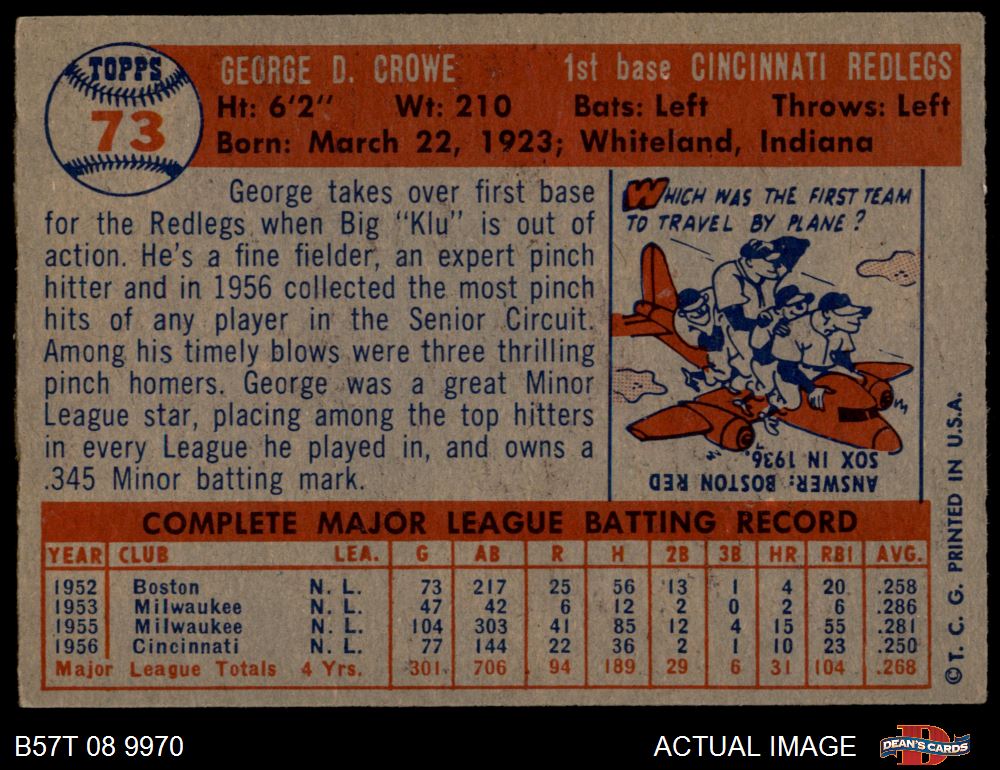 TOPPS
73
GEORGE D. CROWE 1st base CINCINNATI REDLEGS
Ht: 6'2" Wt: 210 Bats: Left Throws: Left
Born: March 22, 1923; Whiteland, Indiana
George takes over first base
for the Redlegs when Big "Klu" is out of
action. He's a fine fielder, an expert pinch
hitter and in 1956 collected the most pinch
hits of any player in the Senior Circuit.
Among his timely blows were three thrilling
pinch homers. George was a great Minor
League star, placing among the top hitters
in every League he played in, and owns a
.345 Minor batting mark.
WHICH WAS THE FIRST TEAM
TO TRAVEL BY PLANE?
ANSWER: BOSTON RED
SOX IN 1936.
COMPLETE MAJOR LEAGUE BATTING RECORD
YEAR CLUB LEA. G AB R H 2B 3B HR RBI AVG.
1952 Boston N. L. 73 217 25 56 13 1 4 20 .258
1953 Milwaukee N. L. 47 42 6 12 2 0 2 6 .286
1955 Milwaukee N. L. 104 303 41 85 12 4 15 55 .281
1956 Cincinnati N. L. 77 144 22 36 2 1 10 23 .250
Major League Totals 4 Yrs. 301 706 94 189 29 6 31 104 .268
© T. C. G. PRINTED IN U.S.A.
B57T 08 9970 ACTUAL IMAGE
D
DEAN'S CARDS